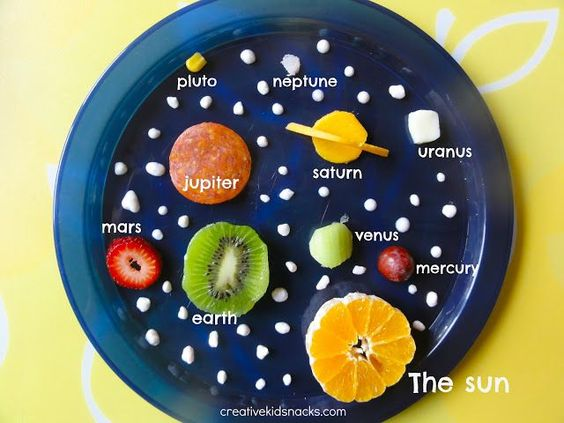 pluto
neptune
uranus
jupiter
saturn
mars
venus
mercury
earth
The sun
creativekidsnacks.com